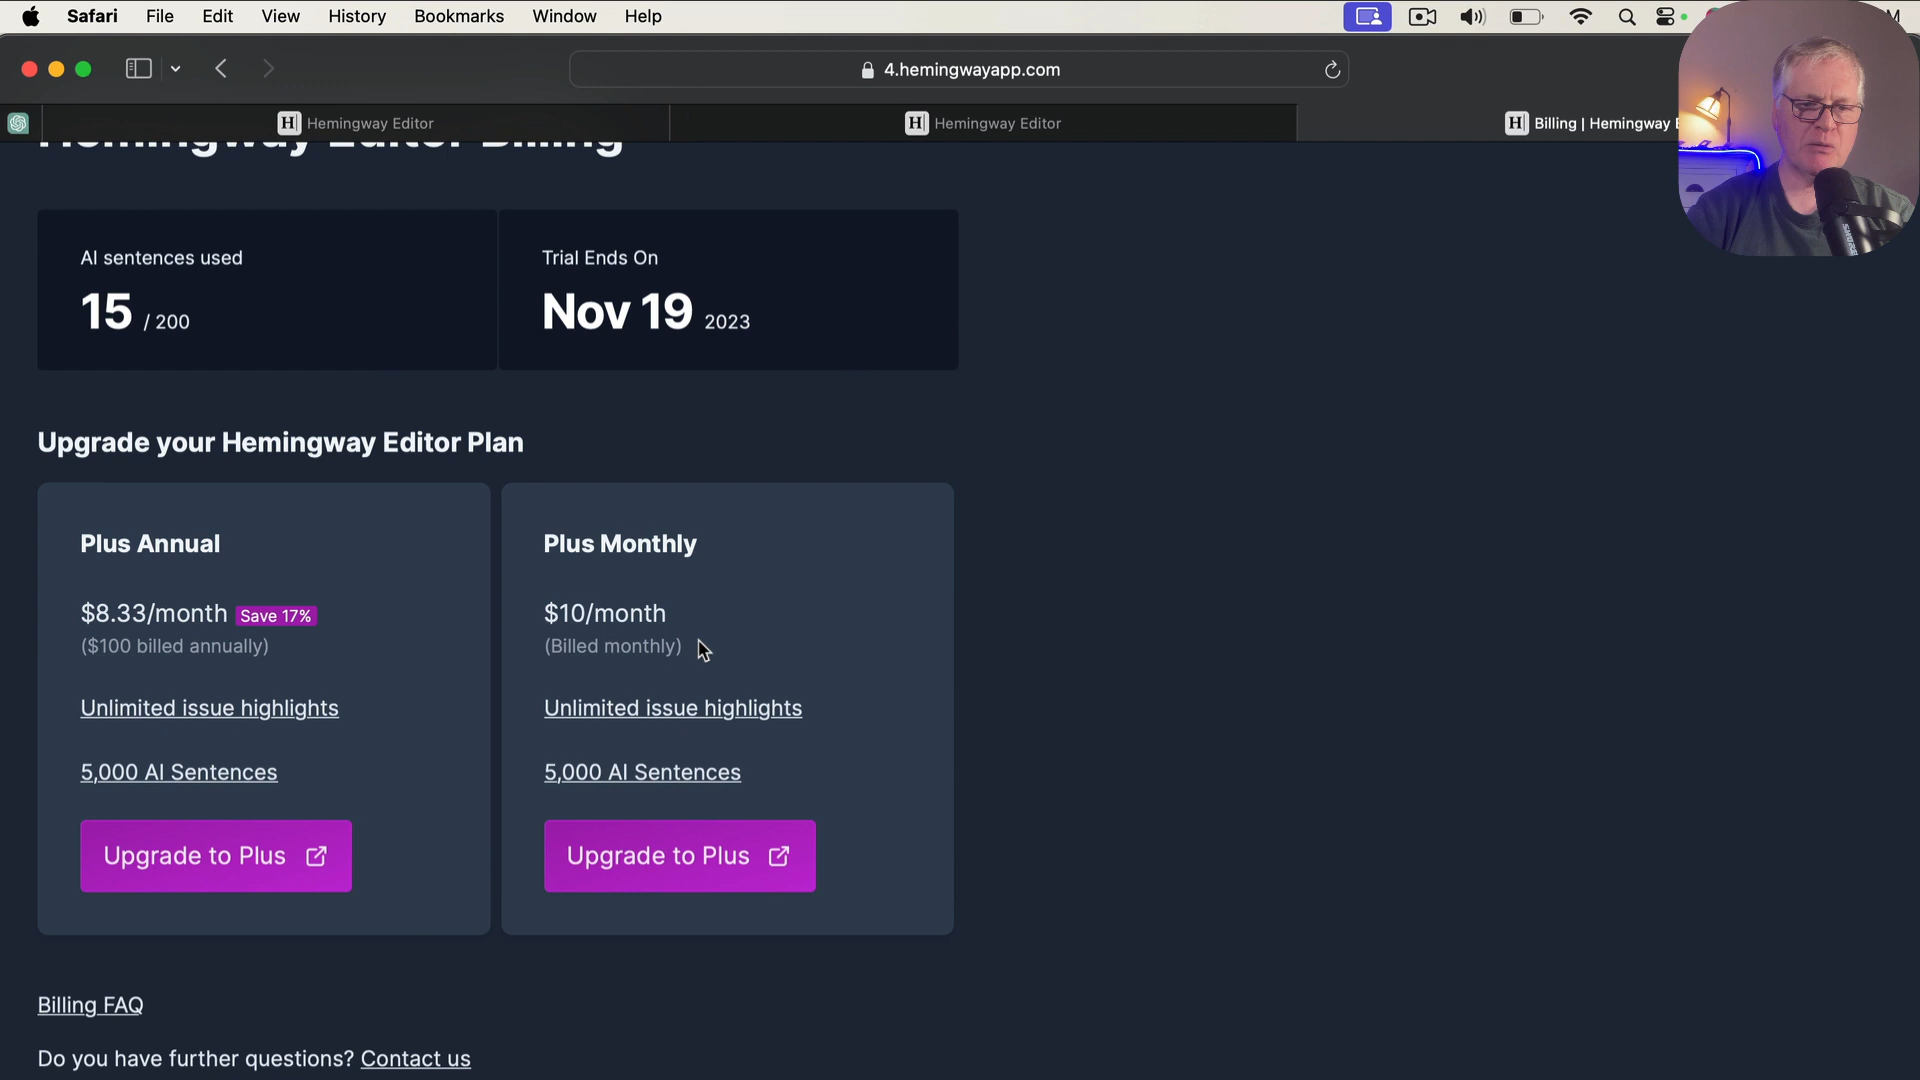 Safari File Edit View History Bookmarks Window Help
4.hemingwayapp.com
Hemingway Editor
Hemingway Editor
Billing | Hemingway
Hemingway Editor Billing
AI sentences used
15 / 200
Trial Ends On
Nov 19 2023
Upgrade your Hemingway Editor Plan
Plus Annual
$8.33/month Save 17%
($100 billed annually)
Unlimited issue highlights
5,000 AI Sentences
Upgrade to Plus
Plus Monthly
$10/month
(Billed monthly)
Unlimited issue highlights
5,000 AI Sentences
Upgrade to Plus
Billing FAQ
Do you have further questions? Contact us